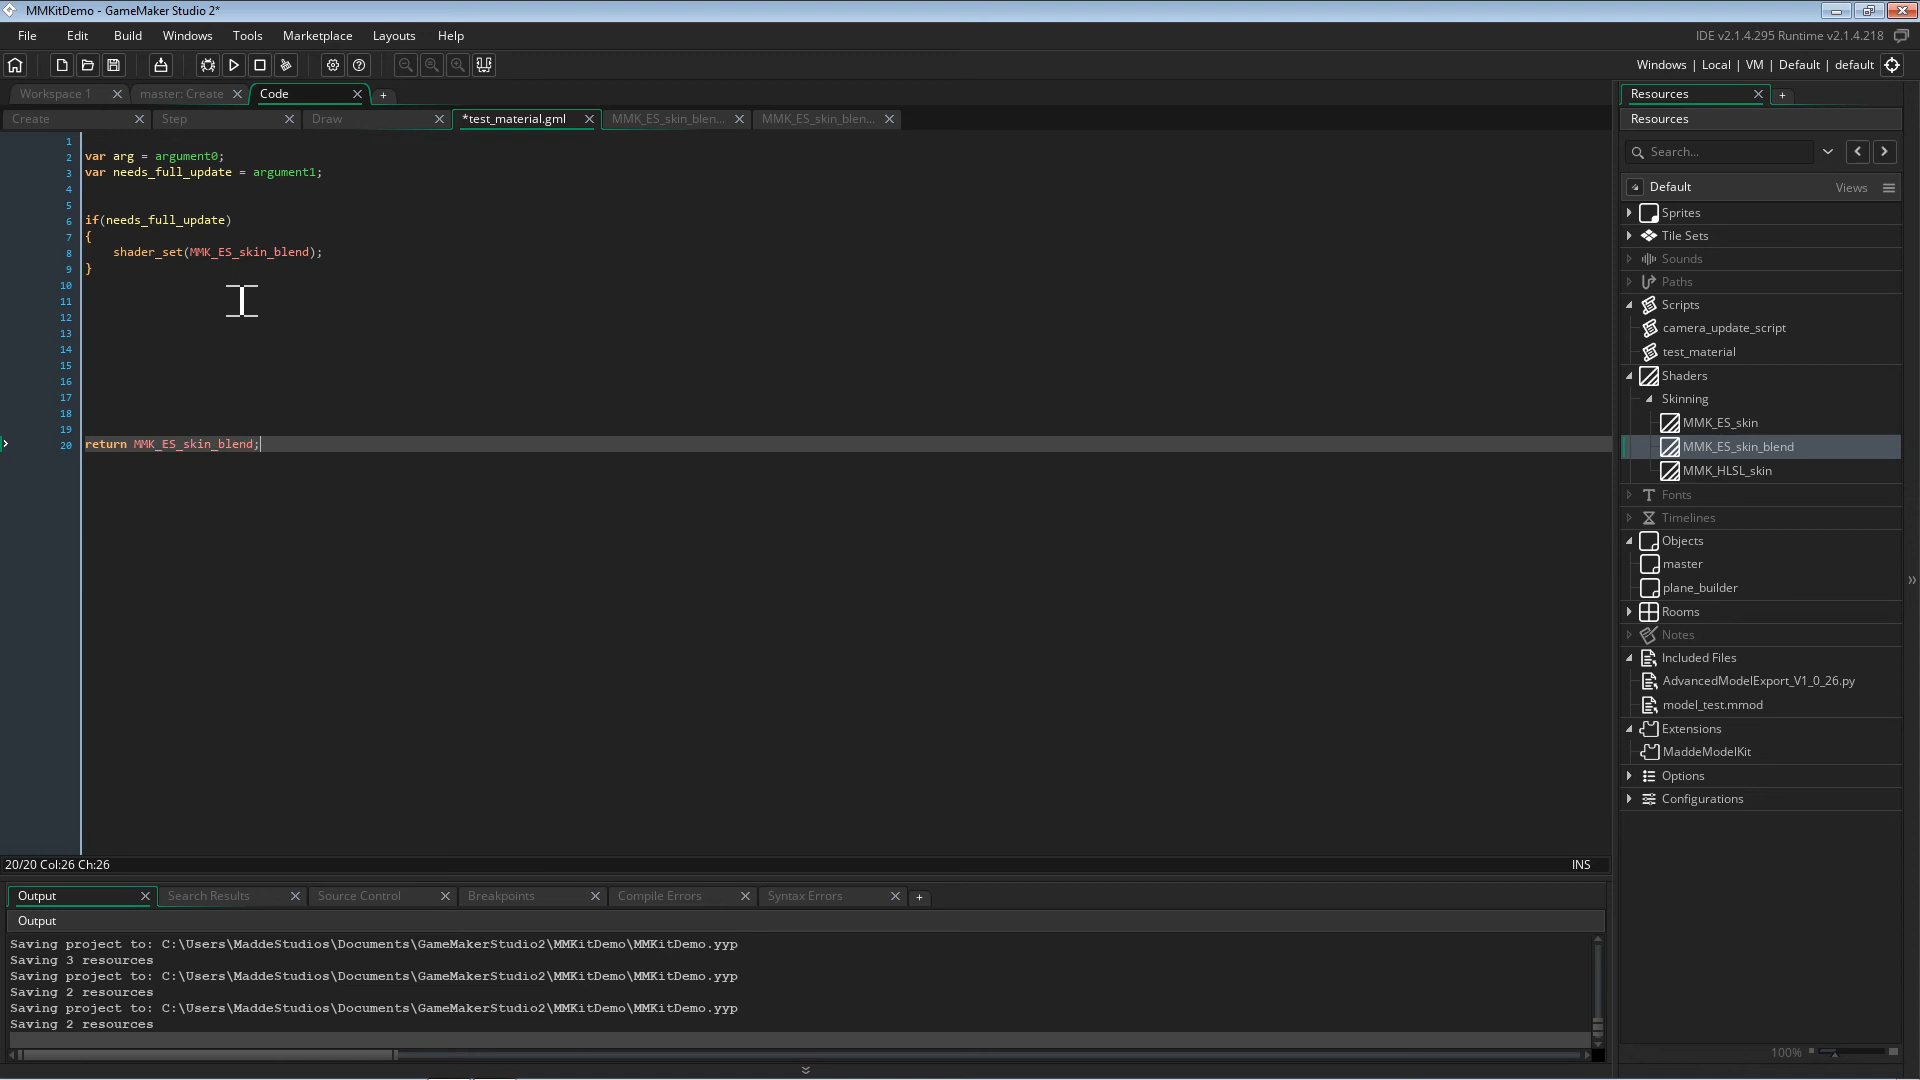 MMKitDemo - GameMaker Studio 2*
File Edit Build Windows Tools Marketplace Layouts Help
IDE v2.1.4.295 Runtime v2.1.4.218
Windows | Local | VM | Default | default
Workspace 1 master: Create Code
Create Step Draw *test_material.gml MMK_ES_skin_blen... MMK_ES_skin_blen...
1
2 var arg = argument0;
3 var needs_full_update = argument1;
4
5
6 if(needs_full_update)
7 {
8 shader_set(MMK_ES_skin_blend);
9 }
10
11
12
13
14
15
16
17
18
19
20 return MMK_ES_skin_blend;
20/20 Col:26 Ch:26 INS
Output Search Results Source Control Breakpoints Compile Errors Syntax Errors
Output
Saving project to: C:\Users\MaddeStudios\Documents\GameMakerStudio2\MMKitDemo\MMKitDemo.yyp
Saving 3 resources
Saving project to: C:\Users\MaddeStudios\Documents\GameMakerStudio2\MMKitDemo\MMKitDemo.yyp
Saving 2 resources
Saving project to: C:\Users\MaddeStudios\Documents\GameMakerStudio2\MMKitDemo\MMKitDemo.yyp
Saving 2 resources
Resources
Resources
Search...
Default Views
Sprites
Tile Sets
Sounds
Paths
Scripts
camera_update_script
test_material
Shaders
Skinning
MMK_ES_skin
MMK_ES_skin_blend
MMK_HLSL_skin
Fonts
Timelines
Objects
master
plane_builder
Rooms
Notes
Included Files
AdvancedModelExport_V1_0_26.py
model_test.mmod
Extensions
MaddeModelKit
Options
Configurations
100%